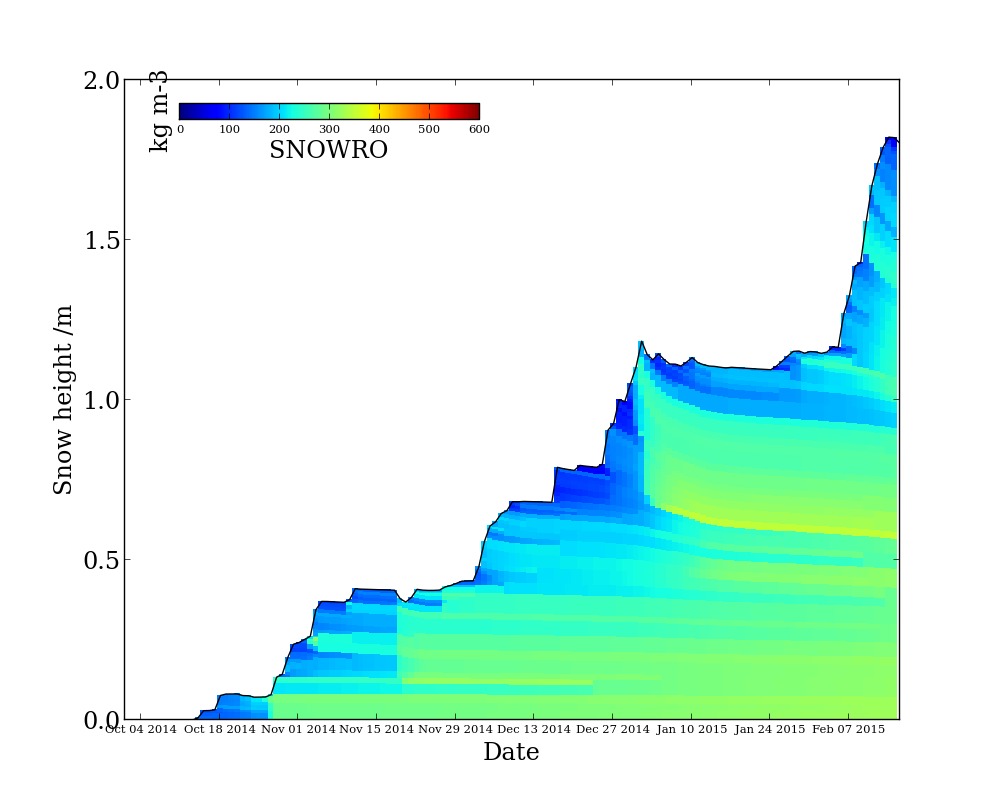 2.0
kg m-3
0 100 200 300 400 500 600
SNOWRO
1.5
Snow height /m
1.0
0.5
0.0
Oct 04 2014 Oct 18 2014 Nov 01 2014 Nov 15 2014 Nov 29 2014 Dec 13 2014 Dec 27 2014 Jan 10 2015 Jan 24 2015 Feb 07 2015
Date